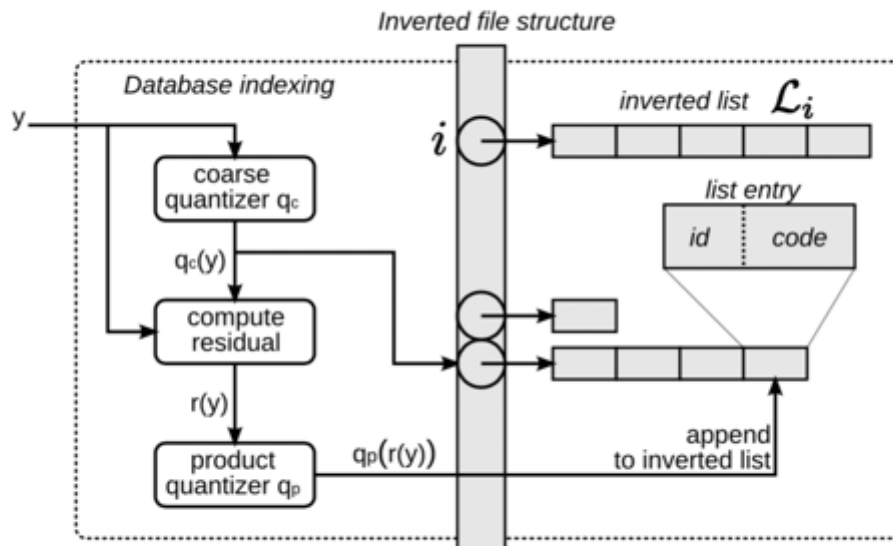 Inverted file structure
Database indexing
y
i
inverted list 𝓛ᵢ
coarse
quantizer qc
list entry
id
code
qc(y)
compute
residual
r(y)
product
quantizer qp
qp(r(y))
append
to inverted list